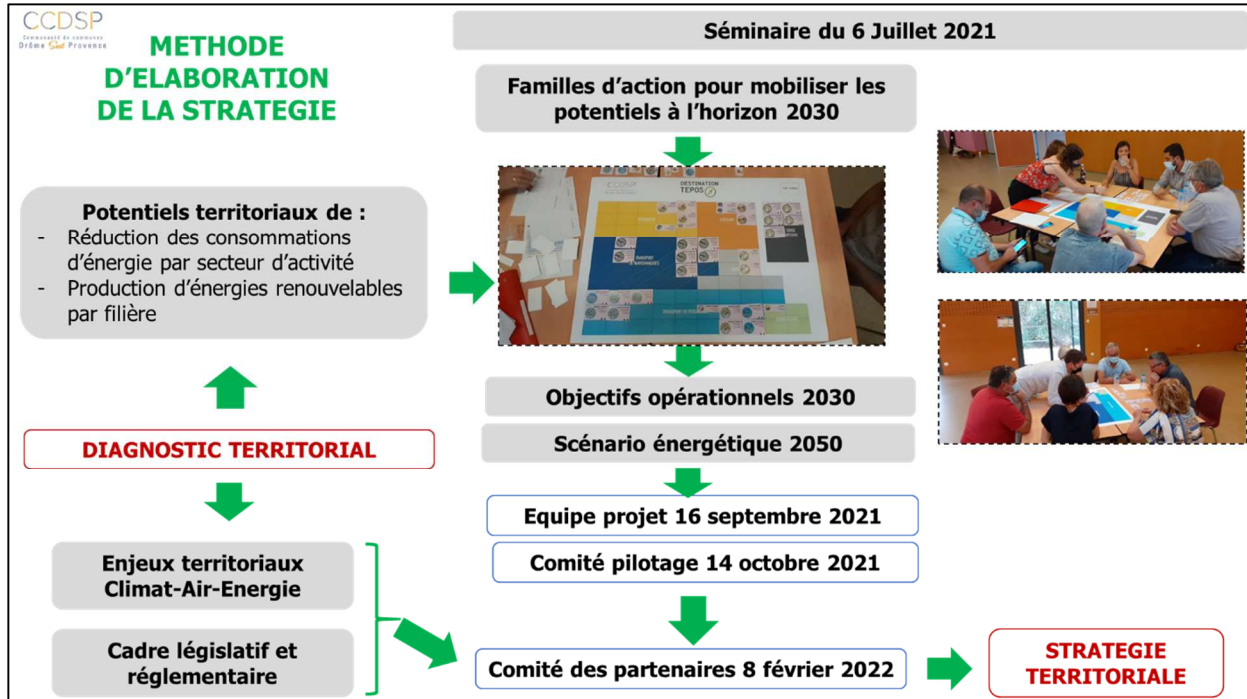 CCDSP
Communauté de communes
Drôme Sud Provence
METHODE
D'ELABORATION
DE LA STRATEGIE
Séminaire du 6 Juillet 2021
Familles d'action pour mobiliser les
potentiels à l'horizon 2030
Potentiels territoriaux de :
- Réduction des consommations
d'énergie par secteur d'activité
- Production d'énergies renouvelables
par filière
CCDSP
DESTINATION
TEPOS
TRANSPORT DE MARCHANDISES
Objectifs opérationnels 2030
Scénario énergétique 2050
DIAGNOSTIC TERRITORIAL
Equipe projet 16 septembre 2021
Comité pilotage 14 octobre 2021
Enjeux territoriaux
Climat-Air-Energie
Cadre législatif et
réglementaire
Comité des partenaires 8 février 2022
STRATEGIE
TERRITORIALE